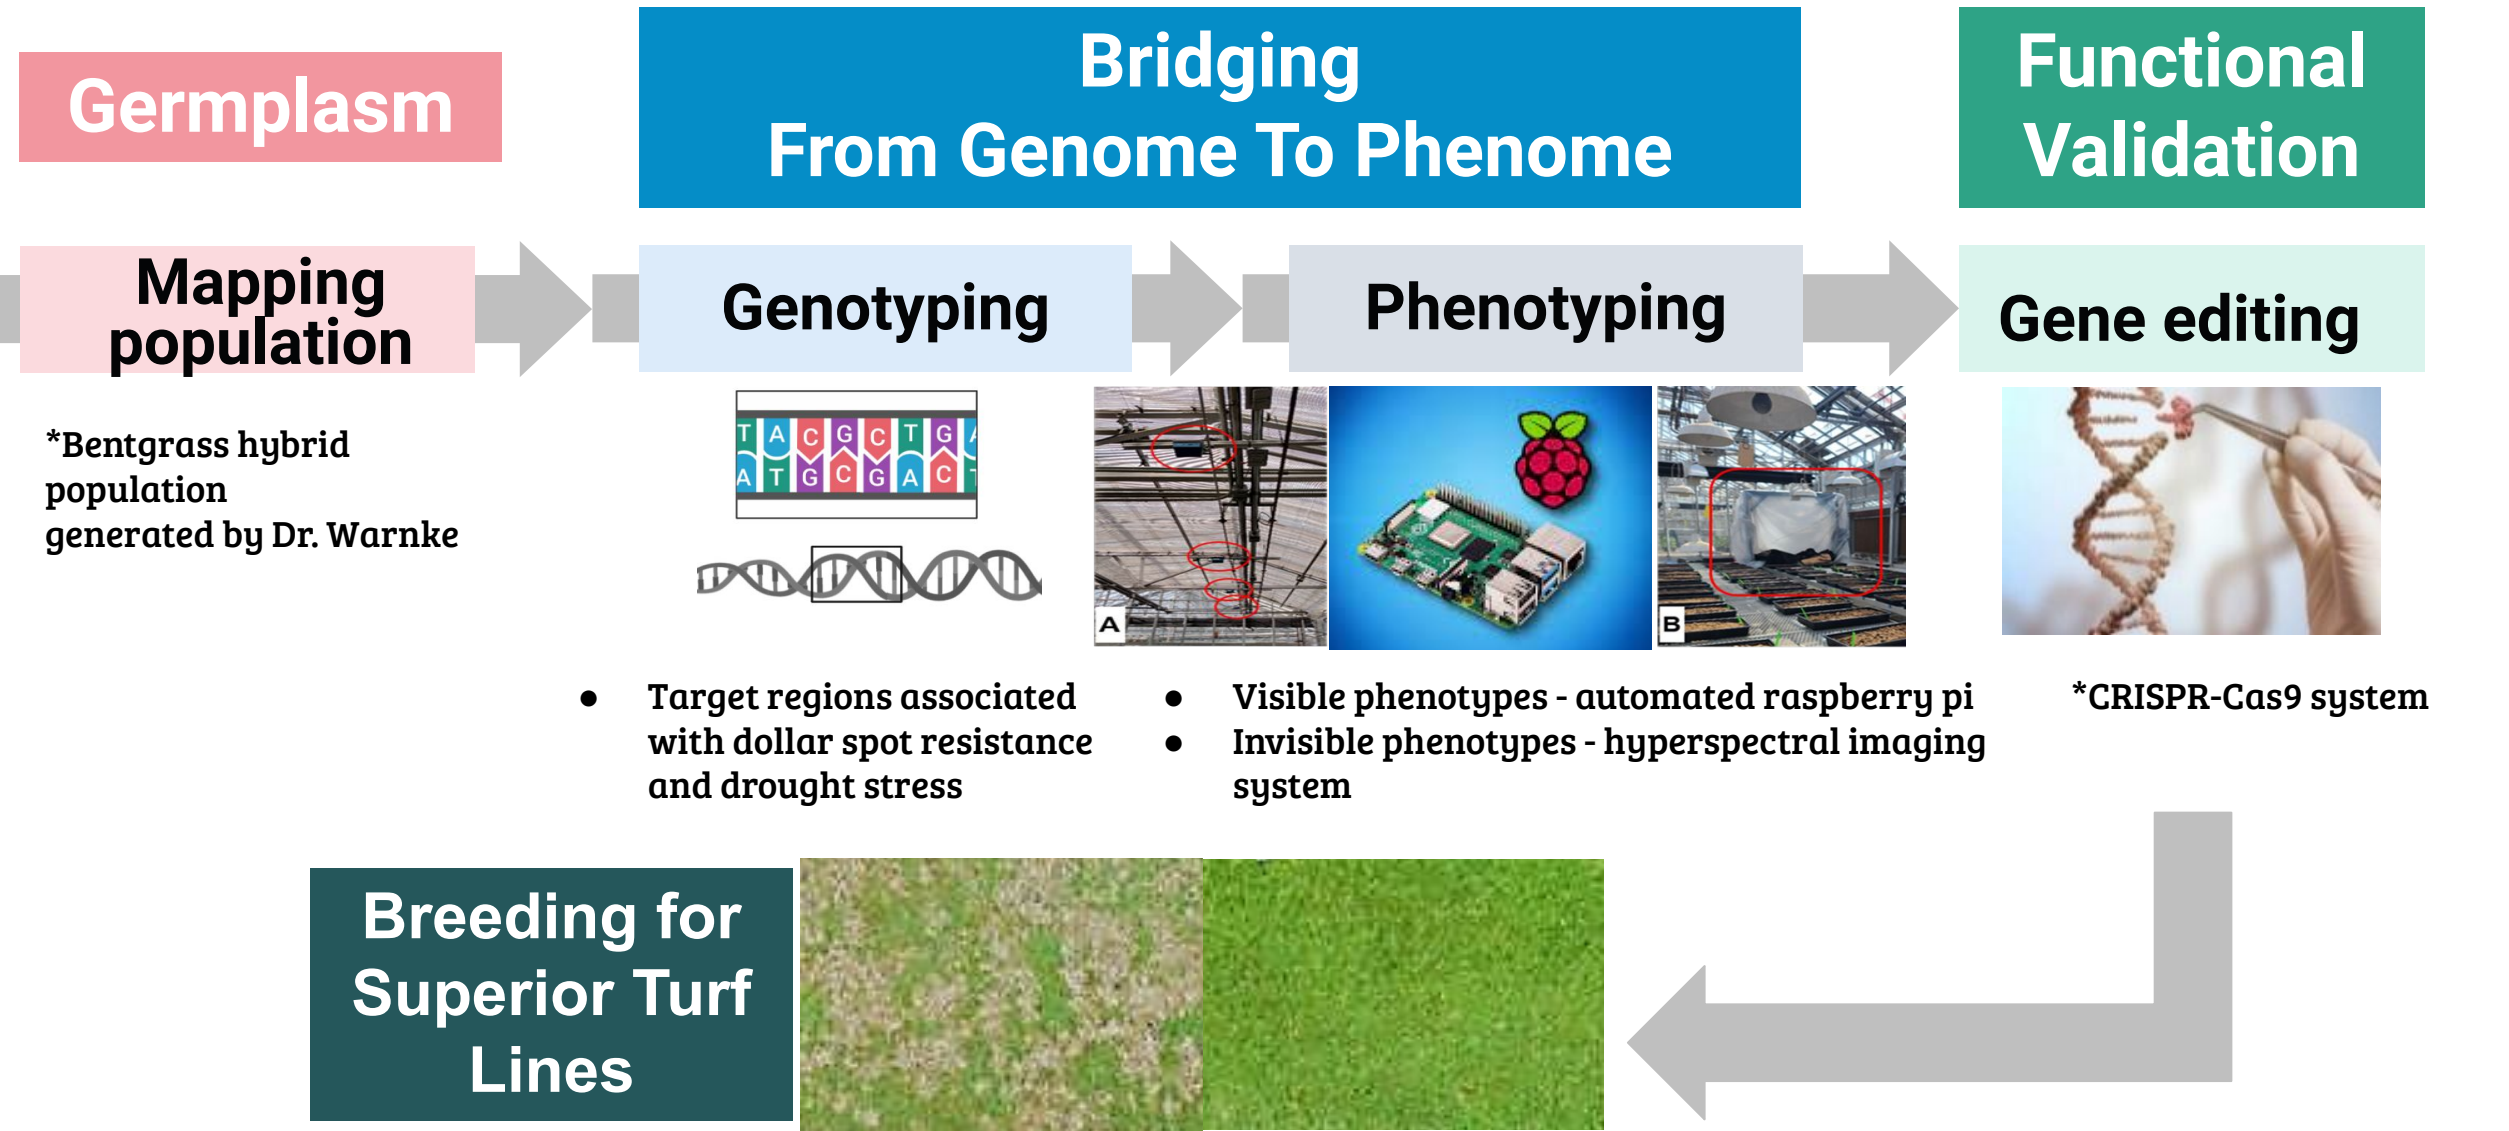 Germplasm
Bridging
From Genome To Phenome
Functional
Validation
Mapping
population
Genotyping
Phenotyping
Gene editing
*Bentgrass hybrid
population
generated by Dr. Warnke
T A C G C T G A
A T G C G A C T
A
B
● Target regions associated
with dollar spot resistance
and drought stress
● Visible phenotypes - automated raspberry pi
● Invisible phenotypes - hyperspectral imaging
system
*CRISPR-Cas9 system
Breeding for
Superior Turf
Lines